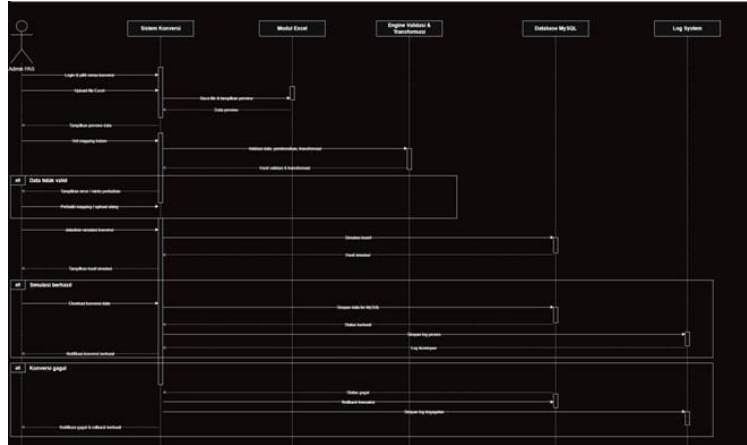 Sistem Konversi
Modul Excel
Engine Validasi &
Transformasi
Database MySQL
Log System
Admin PAS
Login & pilih menu konversi
Upload file Excel
Baca file & tampilkan preview
Data preview
Tampilkan preview data
Set mapping kolom
Validasi data, pembersihan, transformasi
Hasil validasi & transformasi
alt
Data tidak valid
Tampilkan error / minta perbaikan
Perbaiki mapping / upload ulang
Jalankan simulasi konversi
Simulasi insert
Hasil simulasi
Tampilkan hasil simulasi
alt
Simulasi berhasil
konversi data
Simpan data ke MySQL
Status berhasil
Simpan log proses
Log tersimpan
Notifikasi konversi berhasil
alt
Konversi gagal
Status gagal
Rollback transaksi
Simpan log kegagalan
Notifikasi gagal & rollback berhasil